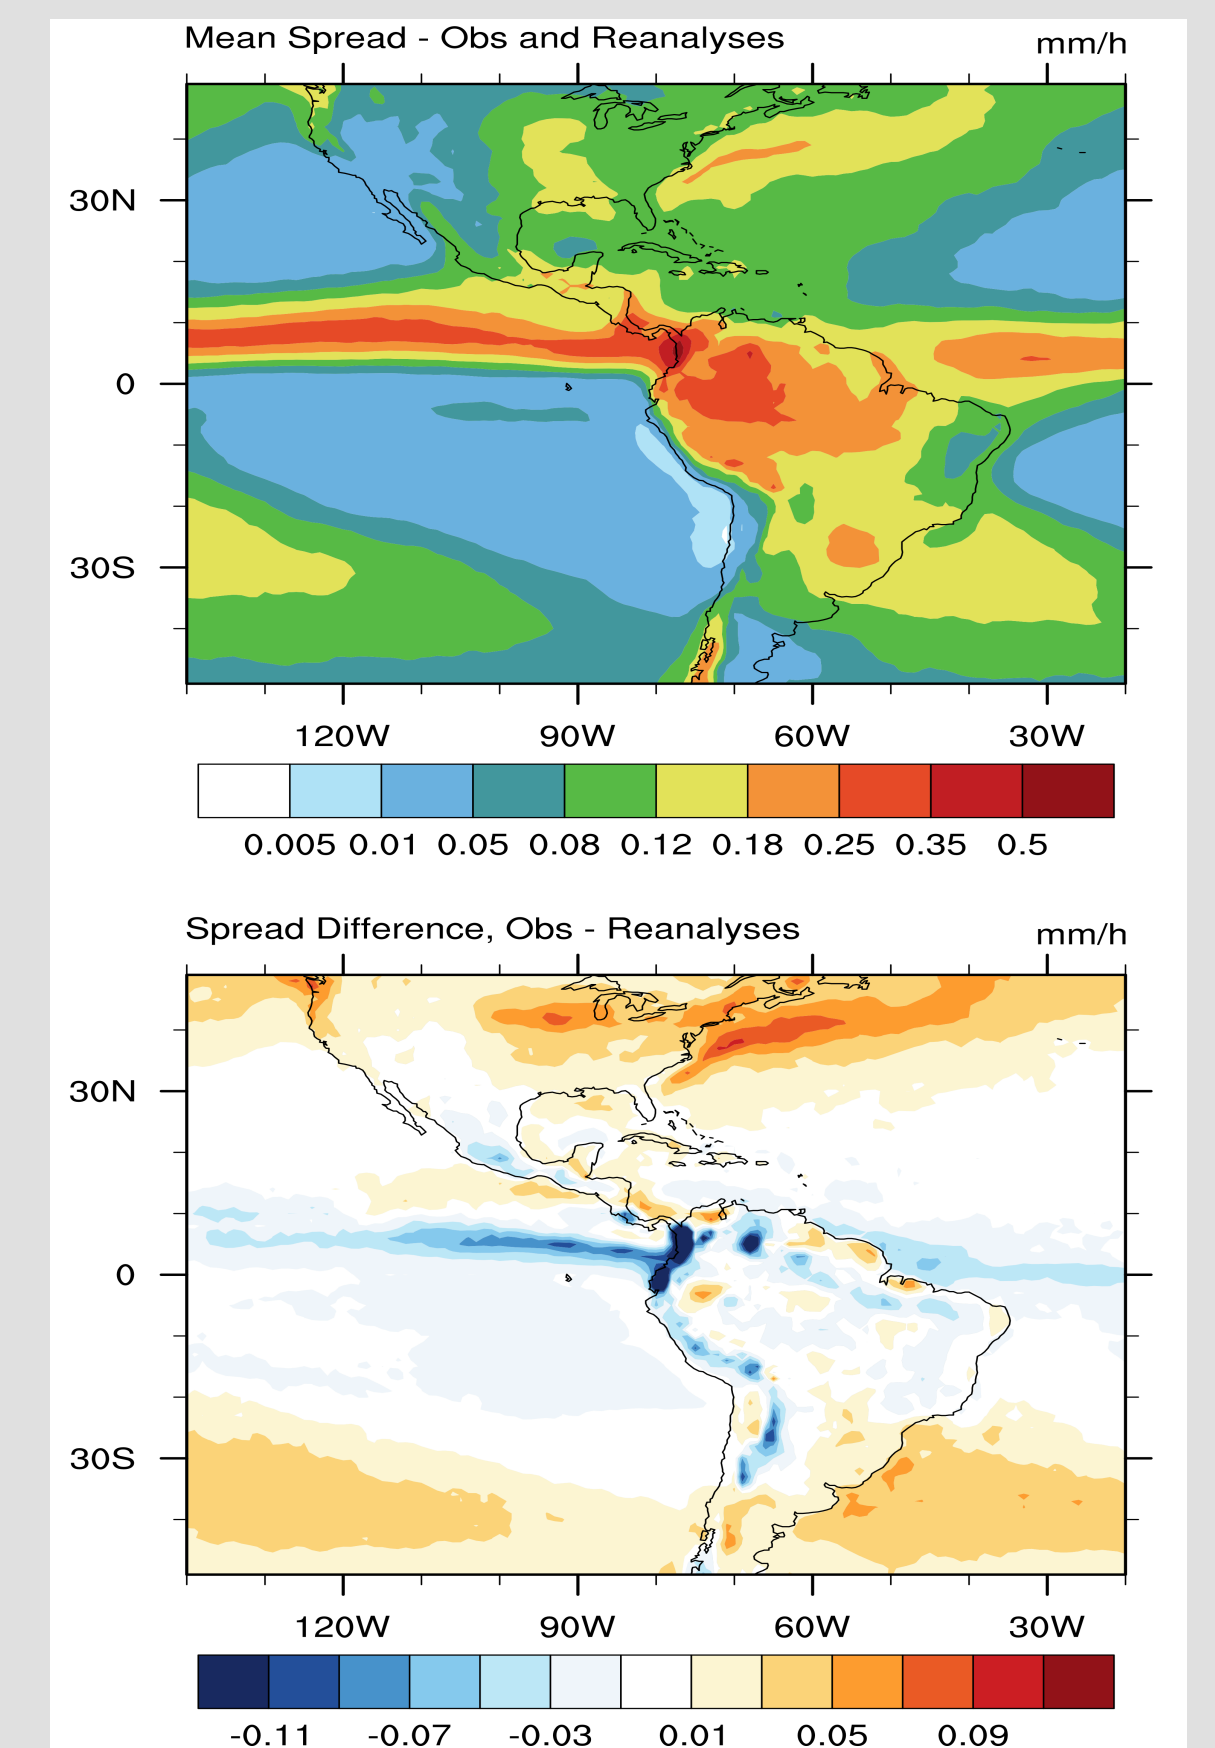 Mean Spread - Obs and Reanalyses mm/h
30N
0
30S
120W 90W 60W 30W
0.005 0.01 0.05 0.08 0.12 0.18 0.25 0.35 0.5
Spread Difference, Obs - Reanalyses mm/h
30N
0
30S
120W 90W 60W 30W
-0.11 -0.07 -0.03 0.01 0.05 0.09